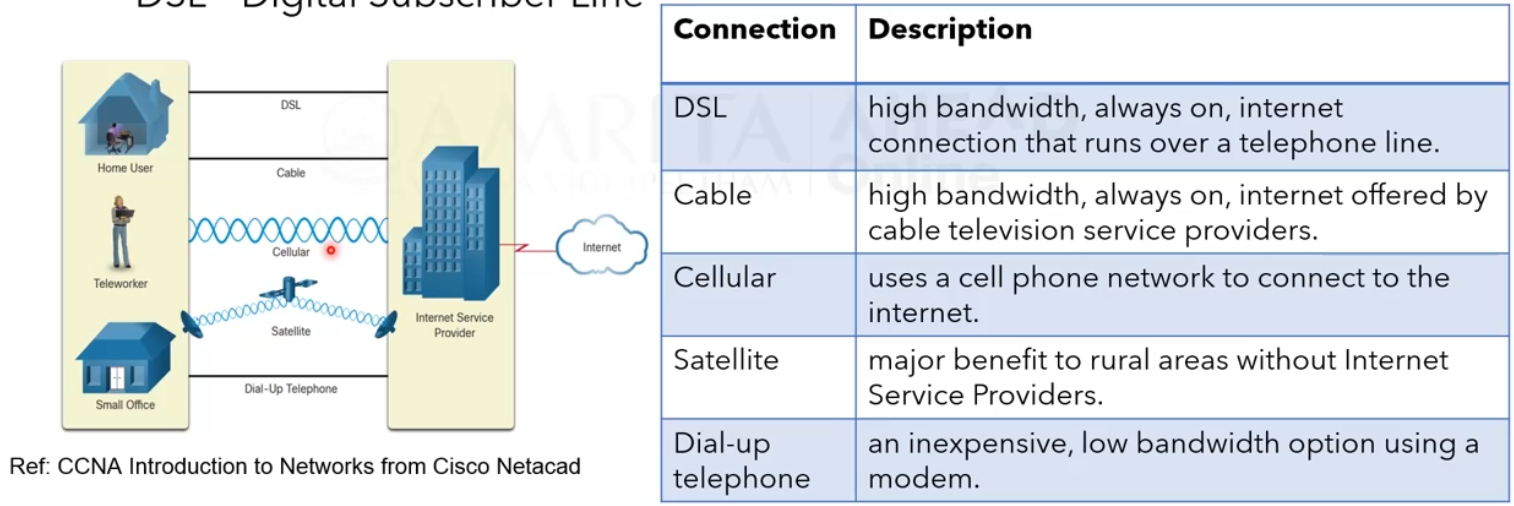 DSL - Digital Subscriber Line
DSL
Home User
Cable
Cellular
Teleworker
Internet
Internet Service
Provider
Satellite
Dial-Up Telephone
Small Office
Ref: CCNA Introduction to Networks from Cisco Netacad
Connection
Description
DSL
high bandwidth, always on, internet
connection that runs over a telephone line.
Cable
high bandwidth, always on, internet offered by
cable television service providers.
Cellular
uses a cell phone network to connect to the
internet.
Satellite
major benefit to rural areas without Internet
Service Providers.
Dial-up
telephone
an inexpensive, low bandwidth option using a
modem.
AMRITA
Online